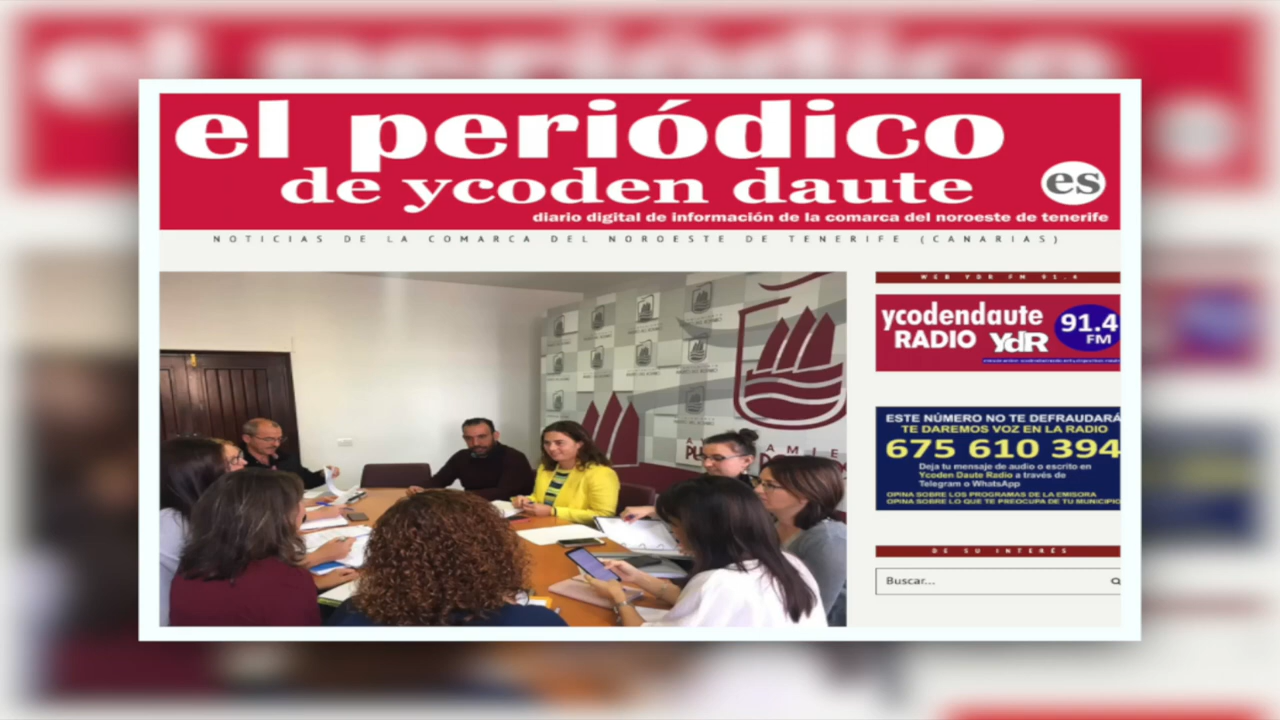 el periódico
de ycoden daute
es
diario digital de información de la comarca del noroeste de tenerife
NOTICIAS DE LA COMARCA DEL NOROESTE DE TENERIFE (CANARIAS)
WEB YDR FM 91.4
ycodendaute
RADIO YdR
91.4
FM
ESTE NÚMERO NO TE DEFRAUDARÁ
TE DAREMOS VOZ EN LA RADIO
675 610 394
Deja tu mensaje de audio o escrito en
Ycoden Daute Radio a través de
Telegram o WhatsApp
OPINA SOBRE LOS PROGRAMAS DE LA EMISORA
OPINA SOBRE LO QUE TE PREOCUPA DE TU MUNICIPIO
DE SU INTERÉS
Buscar...